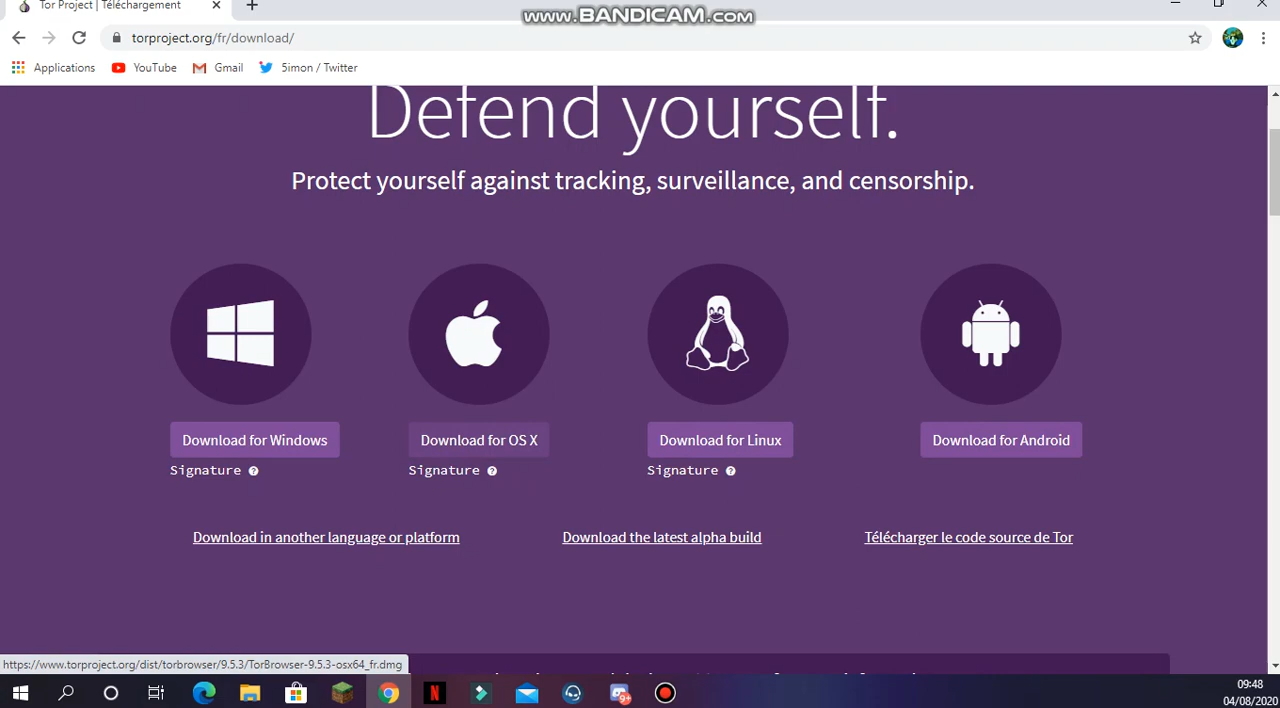 Tor Project | Téléchargement
www.BANDICAM.com
torproject.org/fr/download/
Applications YouTube Gmail 5imon / Twitter
Defend yourself.
Protect yourself against tracking, surveillance, and censorship.
Download for Windows Download for OS X Download for Linux Download for Android
Signature ? Signature ? Signature ?
Download in another language or platform Download the latest alpha build Télécharger le code source de Tor
https://www.torproject.org/dist/torbrowser/9.5.3/TorBrowser-9.5.3-osx64_fr.dmg
N 9+ 09:48
04/08/2020